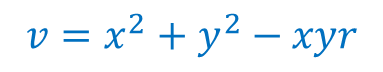 v = x² + y² − xyr